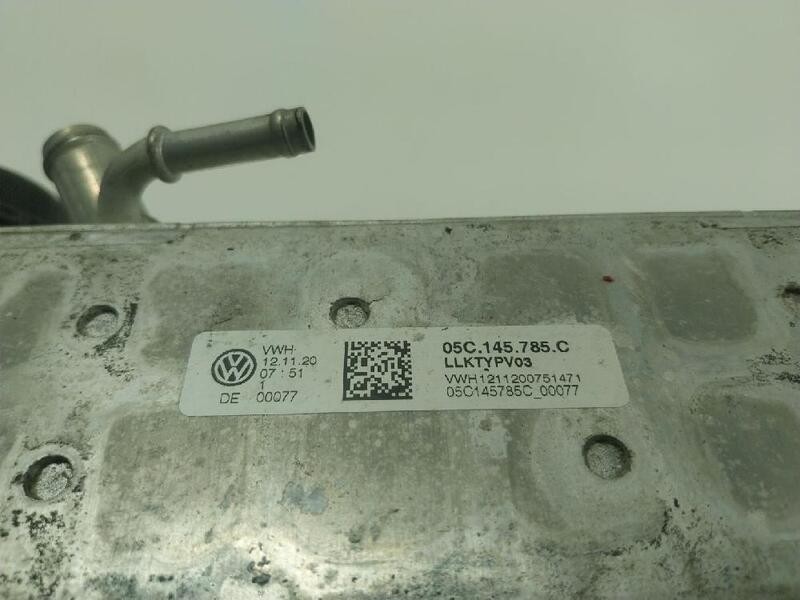 VWH
12.11.20
07:51
1
DE 00077
05C.145.785.C
LLKTYPV03
VWH1211200751471
05C145785C_00077